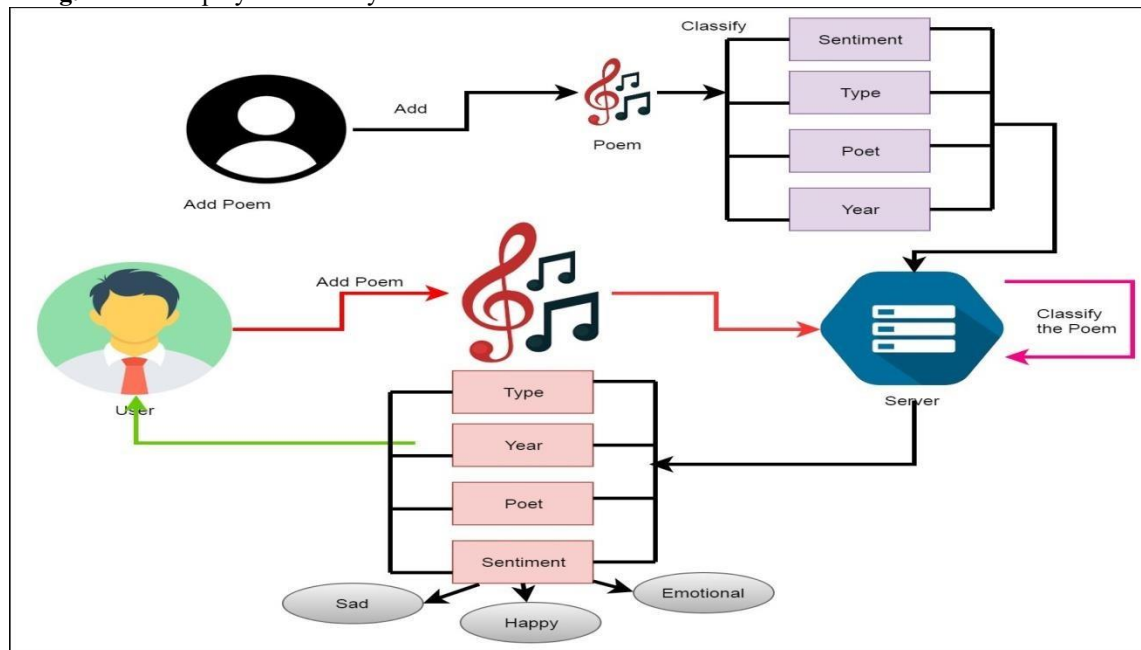 Classify
Sentiment
Type
Poet
Year
Add
Poem
Add Poem
Add Poem
User
Server
Classify
the Poem
Type
Year
Poet
Sentiment
Sad
Happy
Emotional